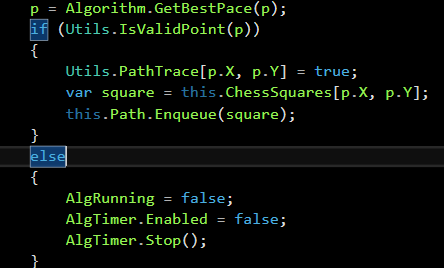 p = Algorithm.GetBestPace(p);
if (Utils.IsValidPoint(p))
{
    Utils.PathTrace[p.X, p.Y] = true;
    var square = this.ChessSquares[p.X, p.Y];
    this.Path.Enqueue(square);
}
else
{
    AlgRunning = false;
    AlgTimer.Enabled = false;
    AlgTimer.Stop();
}